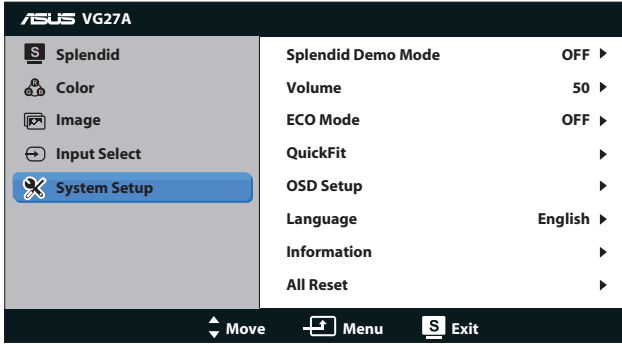 ASUS VG27A
S Splendid
Color
Image
Input Select
System Setup
Splendid Demo Mode OFF
Volume 50
ECO Mode OFF
QuickFit
OSD Setup
Language English
Information
All Reset
Move Menu S Exit